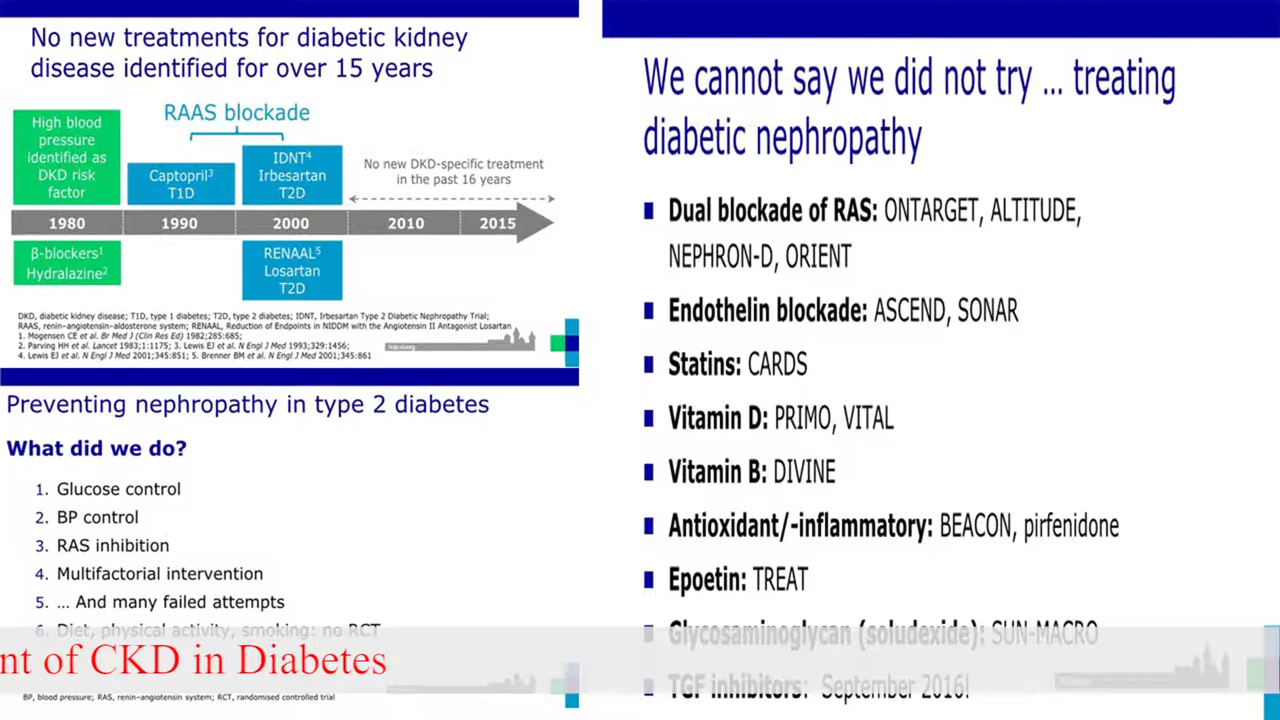 No new treatments for diabetic kidney
disease identified for over 15 years
RAAS blockade
High blood
pressure
identified as
DKD risk
factor
Captopril³
T1D
IDNT⁴
Irbesartan
T2D
No new DKD-specific treatment
in the past 16 years
1980
1990
2000
2010
2015
β-blockers¹
Hydralazine²
RENAAL⁵
Losartan
T2D
DKD, diabetic kidney disease; T1D, type 1 diabetes; T2D, type 2 diabetes; IDNT, Irbesartan Type 2 Diabetic Nephropathy Trial;
RAAS, renin–angiotensin–aldosterone system; RENAAL, Reduction of Endpoints in NIDDM with the Angiotensin II Antagonist Losartan
1. Mogensen CE et al. Br Med J (Clin Res Ed) 1982;285:685;
2. Parving HH et al. Lancet 1983;1:1175; 3. Lewis EJ et al. N Engl J Med 1993;329:1456;
4. Lewis EJ et al. N Engl J Med 2001;345:851; 5. Brenner BM et al. N Engl J Med 2001;345:861
Preventing nephropathy in type 2 diabetes
What did we do?
1. Glucose control
2. BP control
3. RAS inhibition
4. Multifactorial intervention
5. … And many failed attempts
6. Diet, physical activity, smoking: no RCT
nt of CKD in Diabetes
BP, blood pressure; RAS, renin–angiotensin system; RCT, randomised controlled trial
We cannot say we did not try … treating
diabetic nephropathy
Dual blockade of RAS: ONTARGET, ALTITUDE,
NEPHRON-D, ORIENT
Endothelin blockade: ASCEND, SONAR
Statins: CARDS
Vitamin D: PRIMO, VITAL
Vitamin B: DIVINE
Antioxidant/-inflammatory: BEACON, pirfenidone
Epoetin: TREAT
Glycosaminoglycan (soludexide): SUN-MACRO
TGF inhibitors: September 2016!